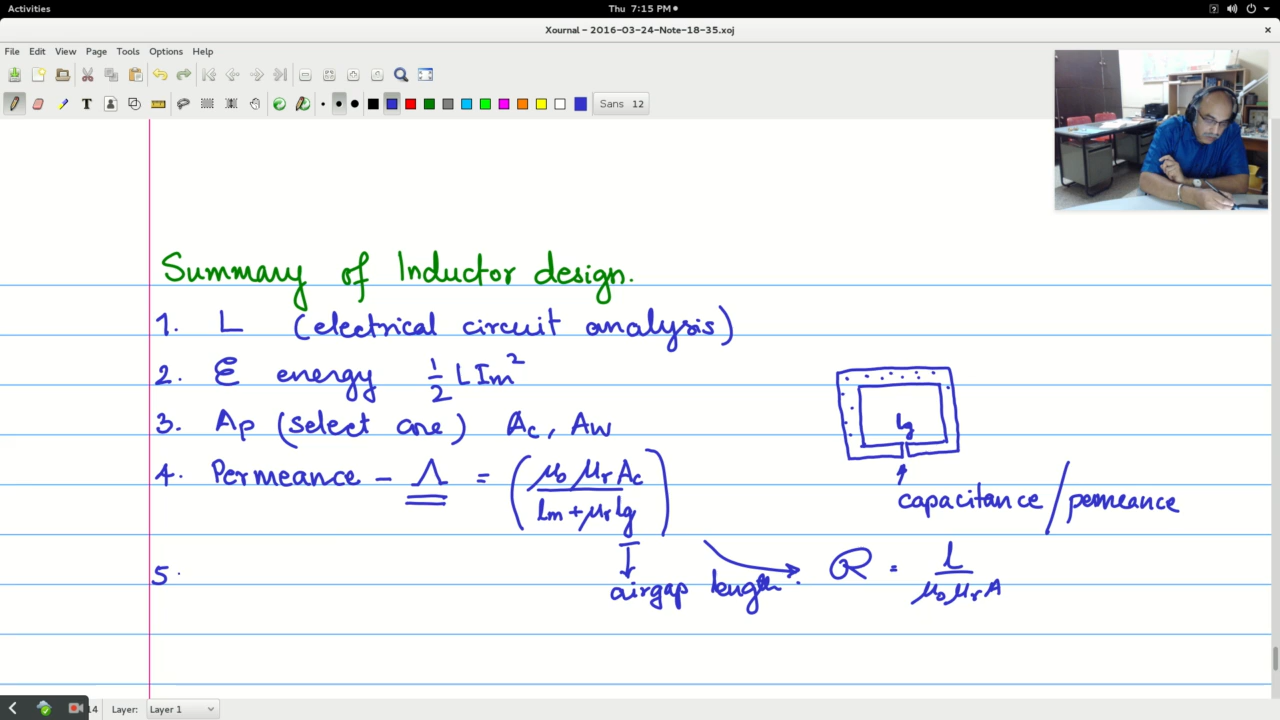 Activities
Thu 7:15 PM
Xournal – 2016-03-24-Note-18-35.xoj
File Edit View Page Tools Options Help
Sans 12
Summary of Inductor design.
1. L (electrical circuit analysis)
2. E energy 1/2 L Im²
3. Ap (select one) Ac, Aw
4. Permeance – Λ = (μ₀ μr Ac / lm + μr lg)
lg
capacitance / permeance
airgap length.
R = l / μ₀ μr A
5.
14 Layer: Layer 1